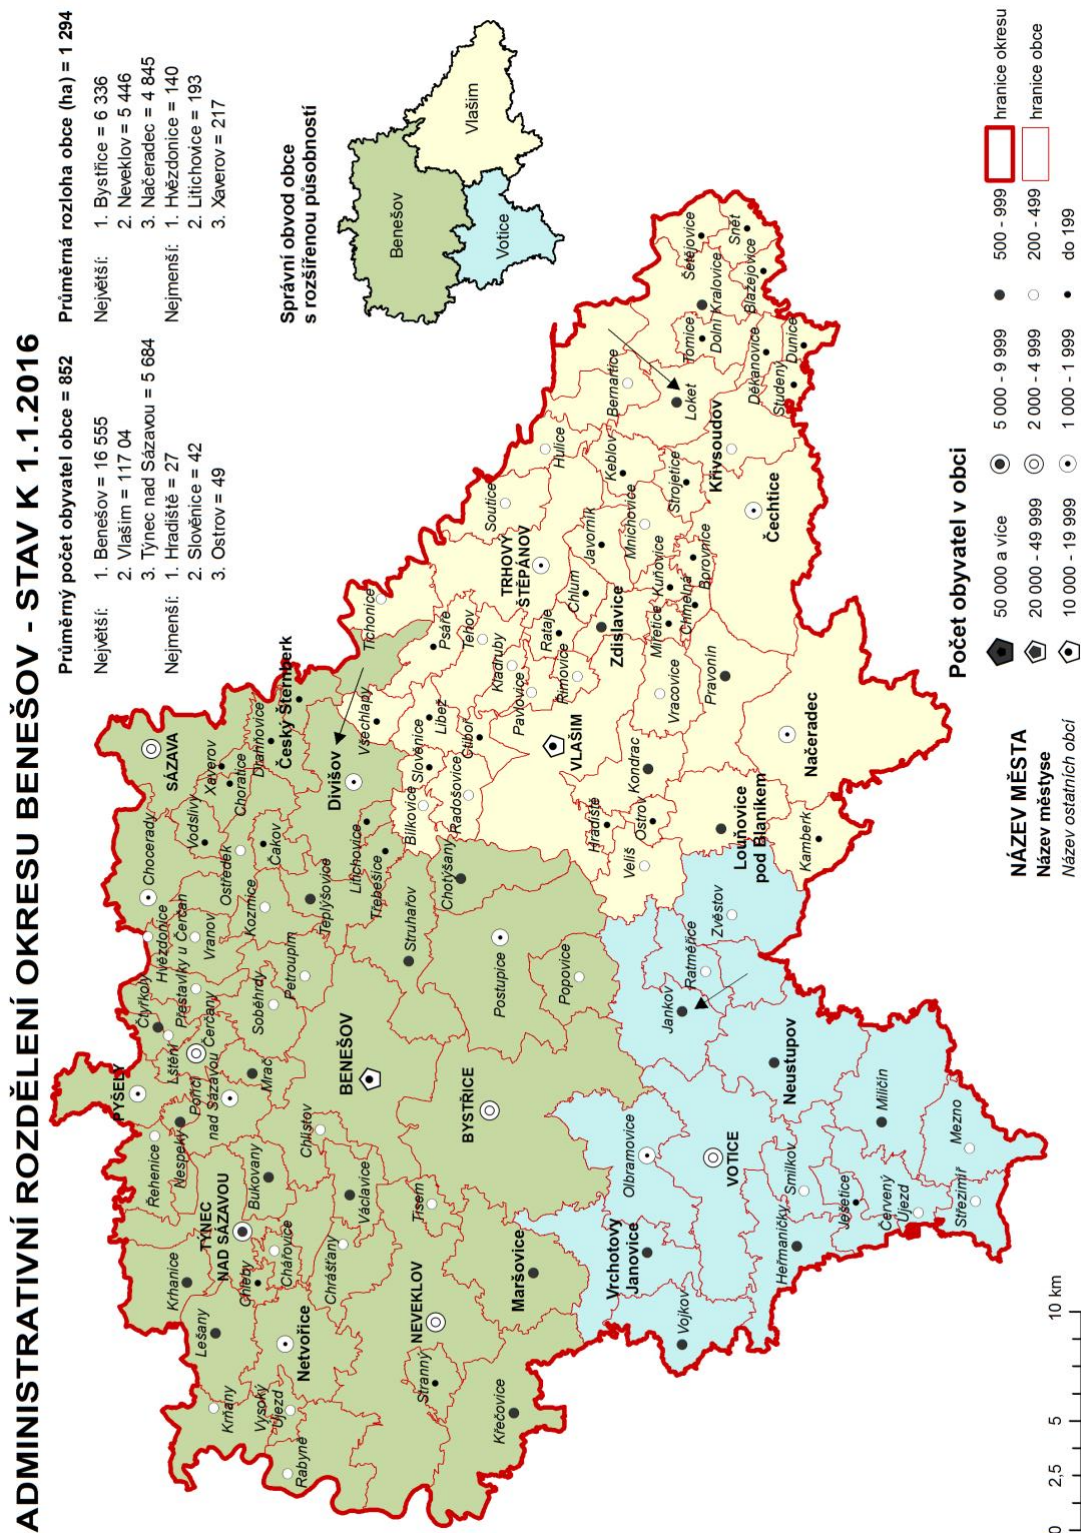 ADMINISTRATIVNÍ ROZDĚLENÍ OKRESU BENEŠOV - STAV K 1.1.2016
Průměrný počet obyvatel obce = 852
Největší: 1. Benešov = 16 555
2. Vlašim = 117 04
3. Týnec nad Sázavou = 5 684
Nejmenší: 1. Hradiště = 27
2. Slověnice = 42
3. Ostrov = 49
Průměrná rozloha obce (ha) = 1 294
Největší: 1. Bystřice = 6 336
2. Neveklov = 5 446
3. Načeradec = 4 845
Nejmenší: 1. Hvězdonice = 140
2. Litichovice = 193
3. Xaverov = 217
Správní obvod obce
s rozšířenou působností
Benešov
Vlašim
Votice
PYŠELY
Čtyřkoly
Hvězdonice
Chocerady
SÁZAVA
Lštění
Přestavlky u Čerčan
Řehenice
Nespeky
Poříčí
nad Sázavou
Čerčany
Vranov
Vodslivy
Xaverov
Choratice
Ostředek
Drahňovice
Český Šternberk
Krhanice
TÝNEC
NAD SÁZAVOU
Bukovany
Mrač
Soběhrdy
Kozmice
Čakov
Lešany
Krňany
Chleby
Chářovice
Petroupim
Teplýšovice
Vysoký
Újezd
Netvořice
Chrášťany
Chlístov
Rabyně
Václavice
BENEŠOV
Litichovice
Třebešice
Divišov
Všechlapy
Tichonice
Struhařov
Bílkovice
Slověnice
Libež
Psáře
Tehov
Stranný
NEVEKLOV
Tisem
BYSTŘICE
Chotýšany
Radošovice
Ctiboř
Kladruby
Soutice
Křečovice
Maršovice
Postupice
Pavlovice
TRHOVÝ
ŠTĚPÁNOV
Hulice
Popovice
VLAŠIM
Rataje
Řimovice
Chlum
Javorník
Keblov
Bernartice
Hradiště
Zdislavice
Veliš
Ostrov
Kondrac
Vracovice
Miřetice
Kuňovice
Mnichovice
Strojetice
Loket
Tomice
Dolní Kralovice
Šetějovice
Snět
Blažejovice
Vrchotovy
Janovice
Olbramovice
Jankov
Ratměřice
Zvěstov
Louňovice
pod Blaníkem
Pravonín
Chmelná
Borovnice
Křivsoudov
Děkanovice
Studený
Dunice
Vojkov
VOTICE
Čechtice
Heřmaničky
Smilkov
Neustupov
Kamberk
Načeradec
Ješetice
Červený
Újezd
Miličín
Střezimíř
Mezno
0 2,5 5 10 km
Počet obyvatel v obci
50 000 a více
5 000 - 9 999
500 - 999
hranice okresu
20 000 - 49 999
2 000 - 4 999
200 - 499
hranice obce
10 000 - 19 999
1 000 - 1 999
do 199
NÁZEV MĚSTA
Název městyse
Název ostatních obcí